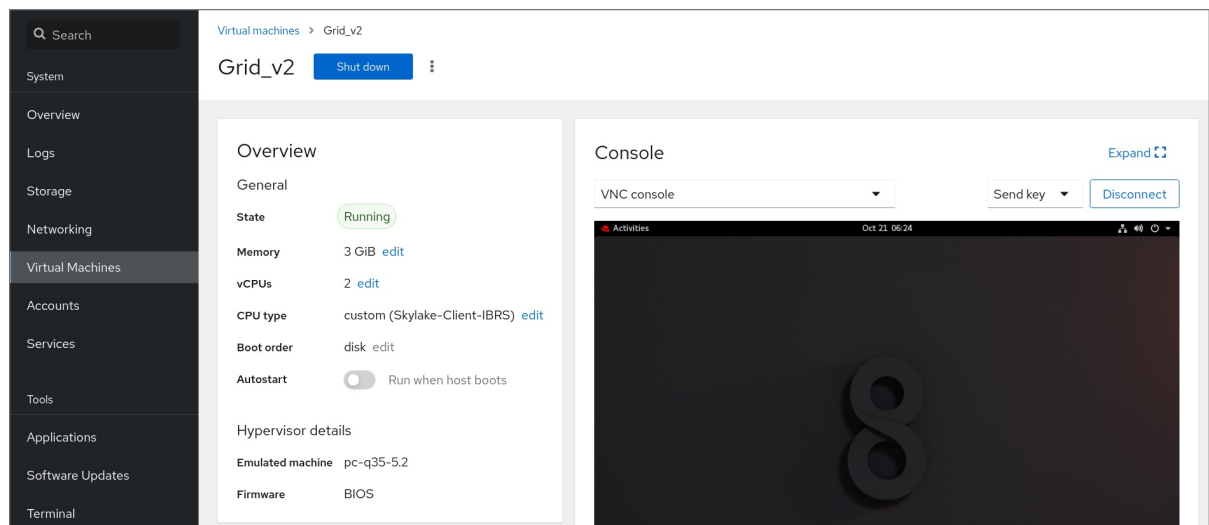 Search
System
Overview
Logs
Storage
Networking
Virtual Machines
Accounts
Services
Tools
Applications
Software Updates
Terminal
Virtual machines > Grid_v2
Grid_v2 Shut down
Overview
General
State Running
Memory 3 GiB edit
vCPUs 2 edit
CPU type custom (Skylake-Client-IBRS) edit
Boot order disk edit
Autostart Run when host boots
Hypervisor details
Emulated machine pc-q35-5.2
Firmware BIOS
Console Expand
VNC console Send key Disconnect
Activities Oct 21 06:24
8